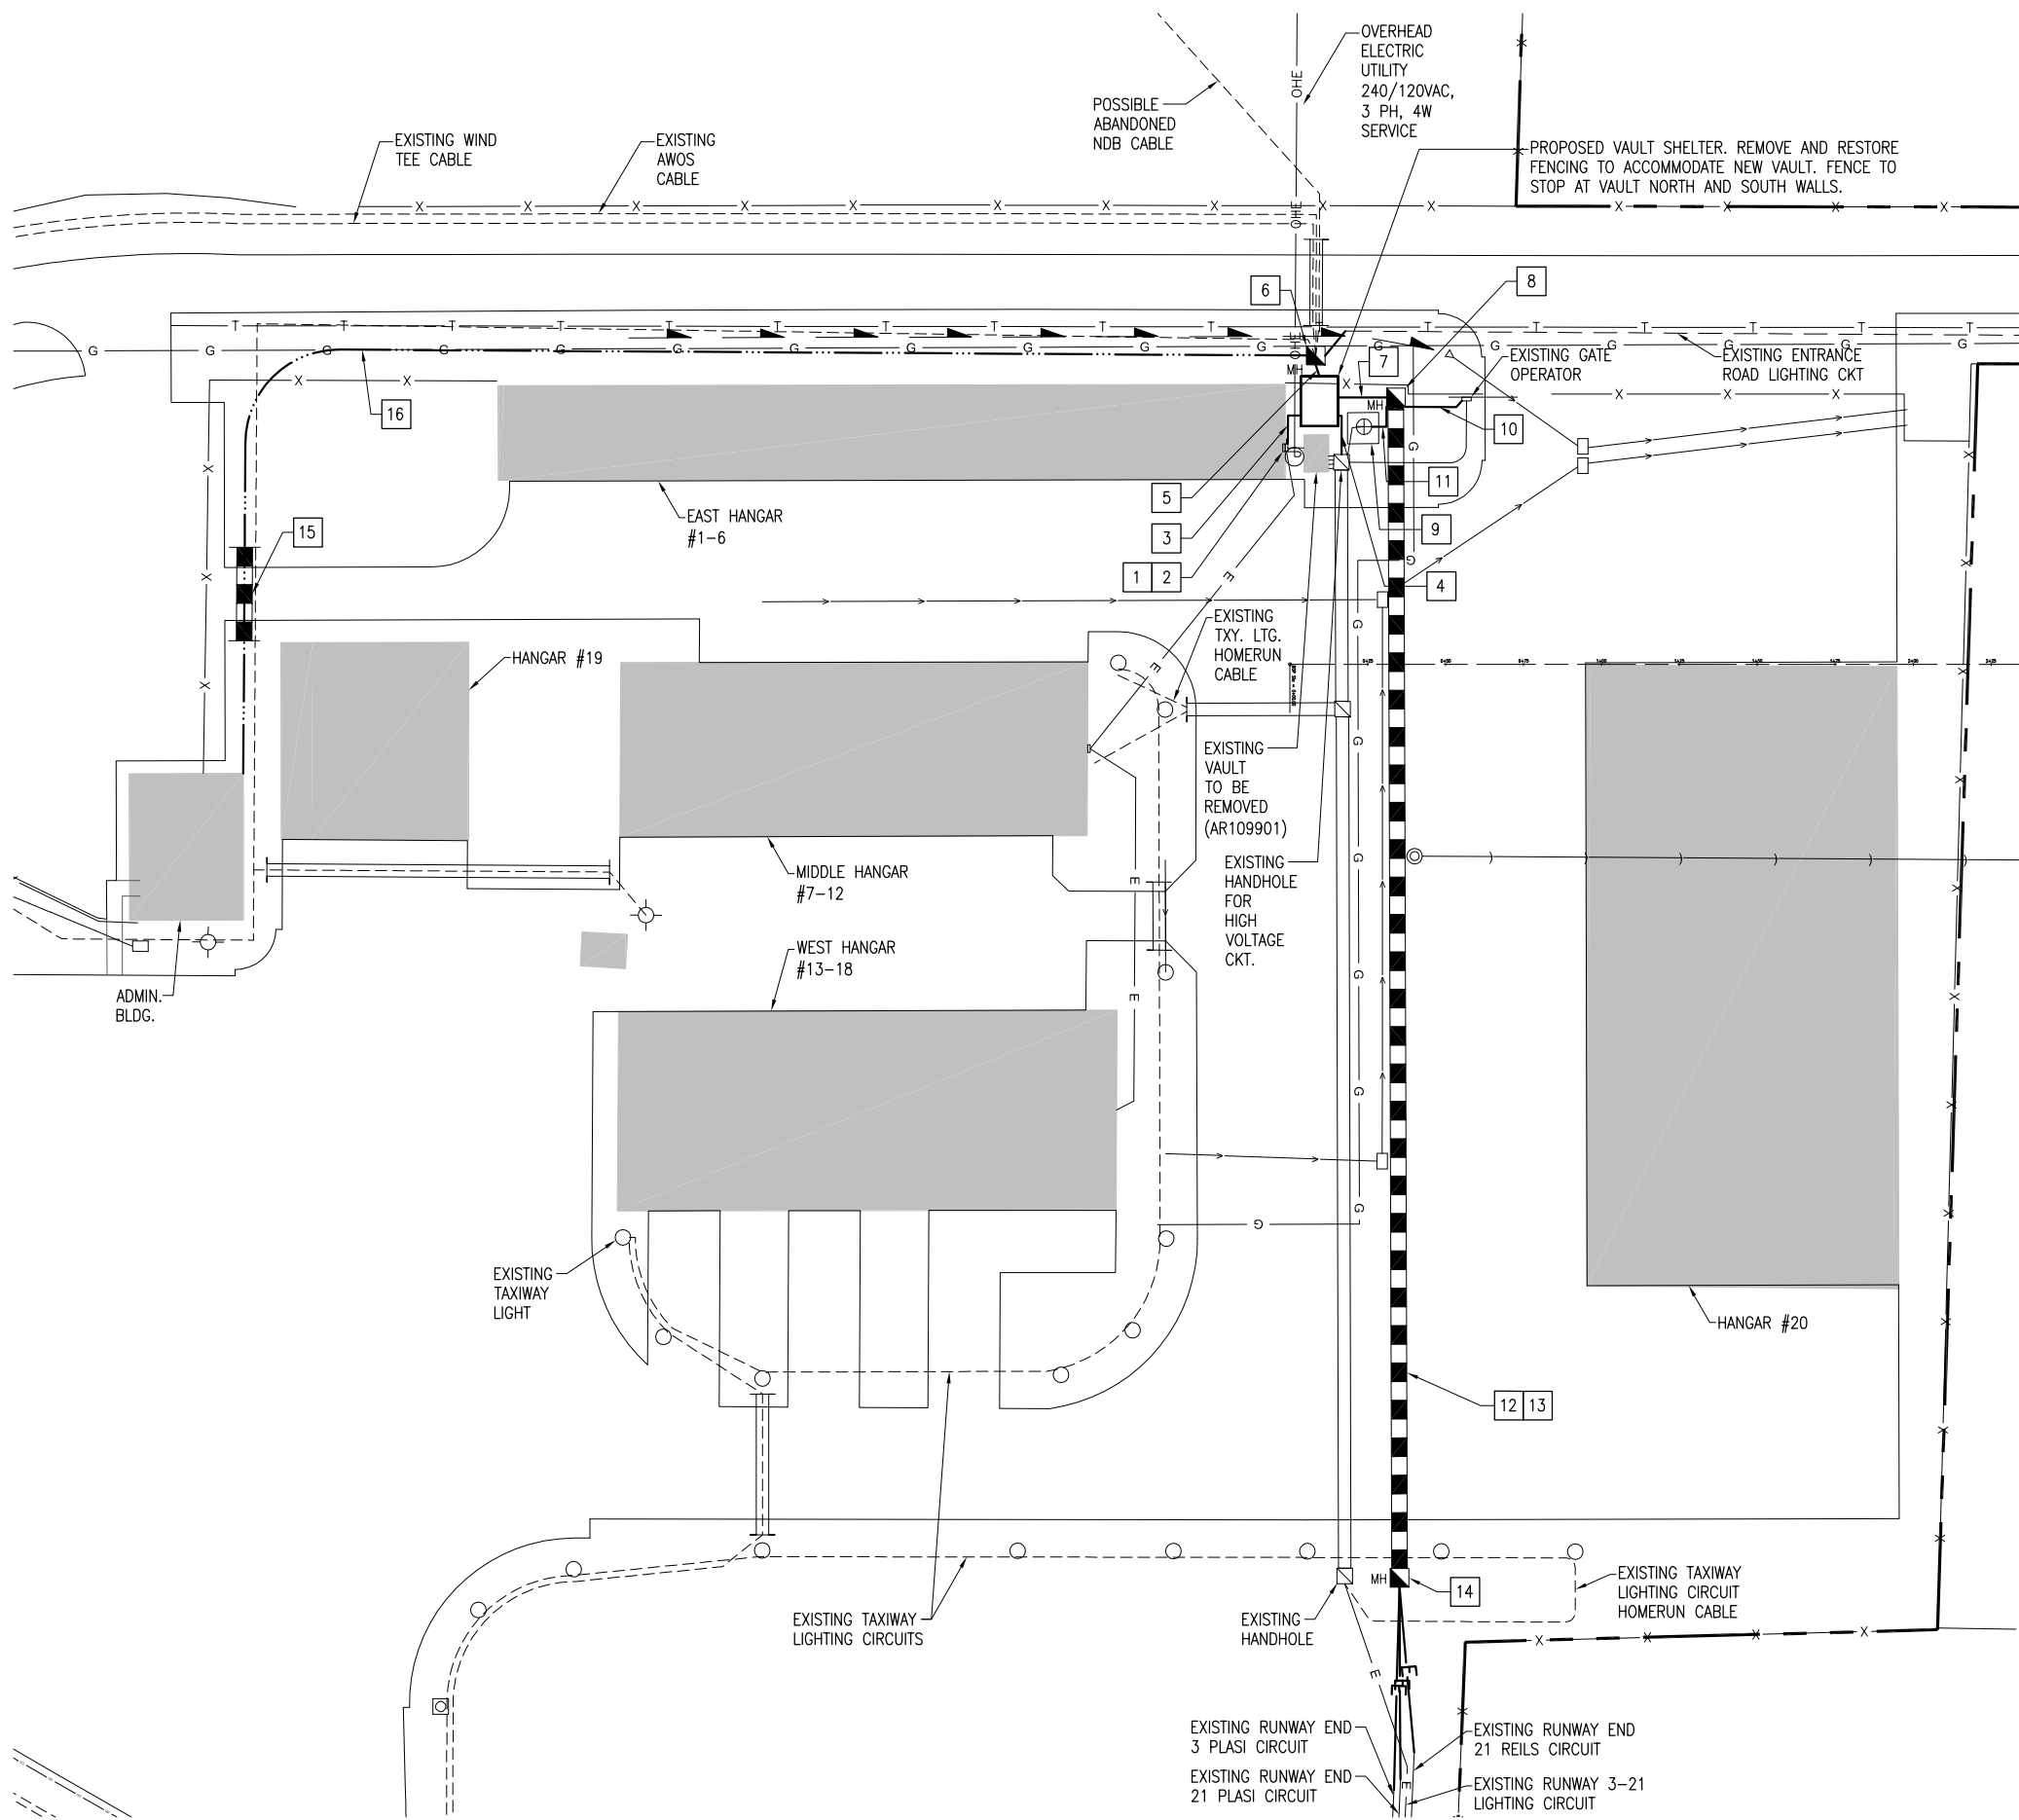 OVERHEAD
ELECTRIC
UTILITY
240/120VAC,
3 PH, 4W
SERVICE
OHE
POSSIBLE
ABANDONED
NDB CABLE
EXISTING WIND
TEE CABLE
EXISTING
AWOS
CABLE
PROPOSED VAULT SHELTER. REMOVE AND RESTORE
FENCING TO ACCOMMODATE NEW VAULT. FENCE TO
STOP AT VAULT NORTH AND SOUTH WALLS.
OHE
6
8
T T T T T T T T T T T T T T T T T
G G G G G G G G G G G G G G G G G
OHE
MH
7
EXISTING GATE
OPERATOR
EXISTING ENTRANCE
ROAD LIGHTING CKT
16
MH
10
11
5
EAST HANGAR
#1-6
3
9
15
1 2
4
EXISTING
TXY. LTG.
HOMERUN
CABLE
HANGAR #19
EXISTING
VAULT
TO BE
REMOVED
(AR109901)
MIDDLE HANGAR
#7-12
EXISTING
HANDHOLE
FOR
HIGH
VOLTAGE
CKT.
WEST HANGAR
#13-18
ADMIN.
BLDG.
EXISTING
TAXIWAY
LIGHT
HANGAR #20
12 13
EXISTING TAXIWAY
LIGHTING CIRCUITS
EXISTING
HANDHOLE
MH
14
EXISTING TAXIWAY
LIGHTING CIRCUIT
HOMERUN CABLE
EXISTING RUNWAY END
3 PLASI CIRCUIT
EXISTING RUNWAY END
21 REILS CIRCUIT
EXISTING RUNWAY END
21 PLASI CIRCUIT
EXISTING RUNWAY 3-21
LIGHTING CIRCUIT